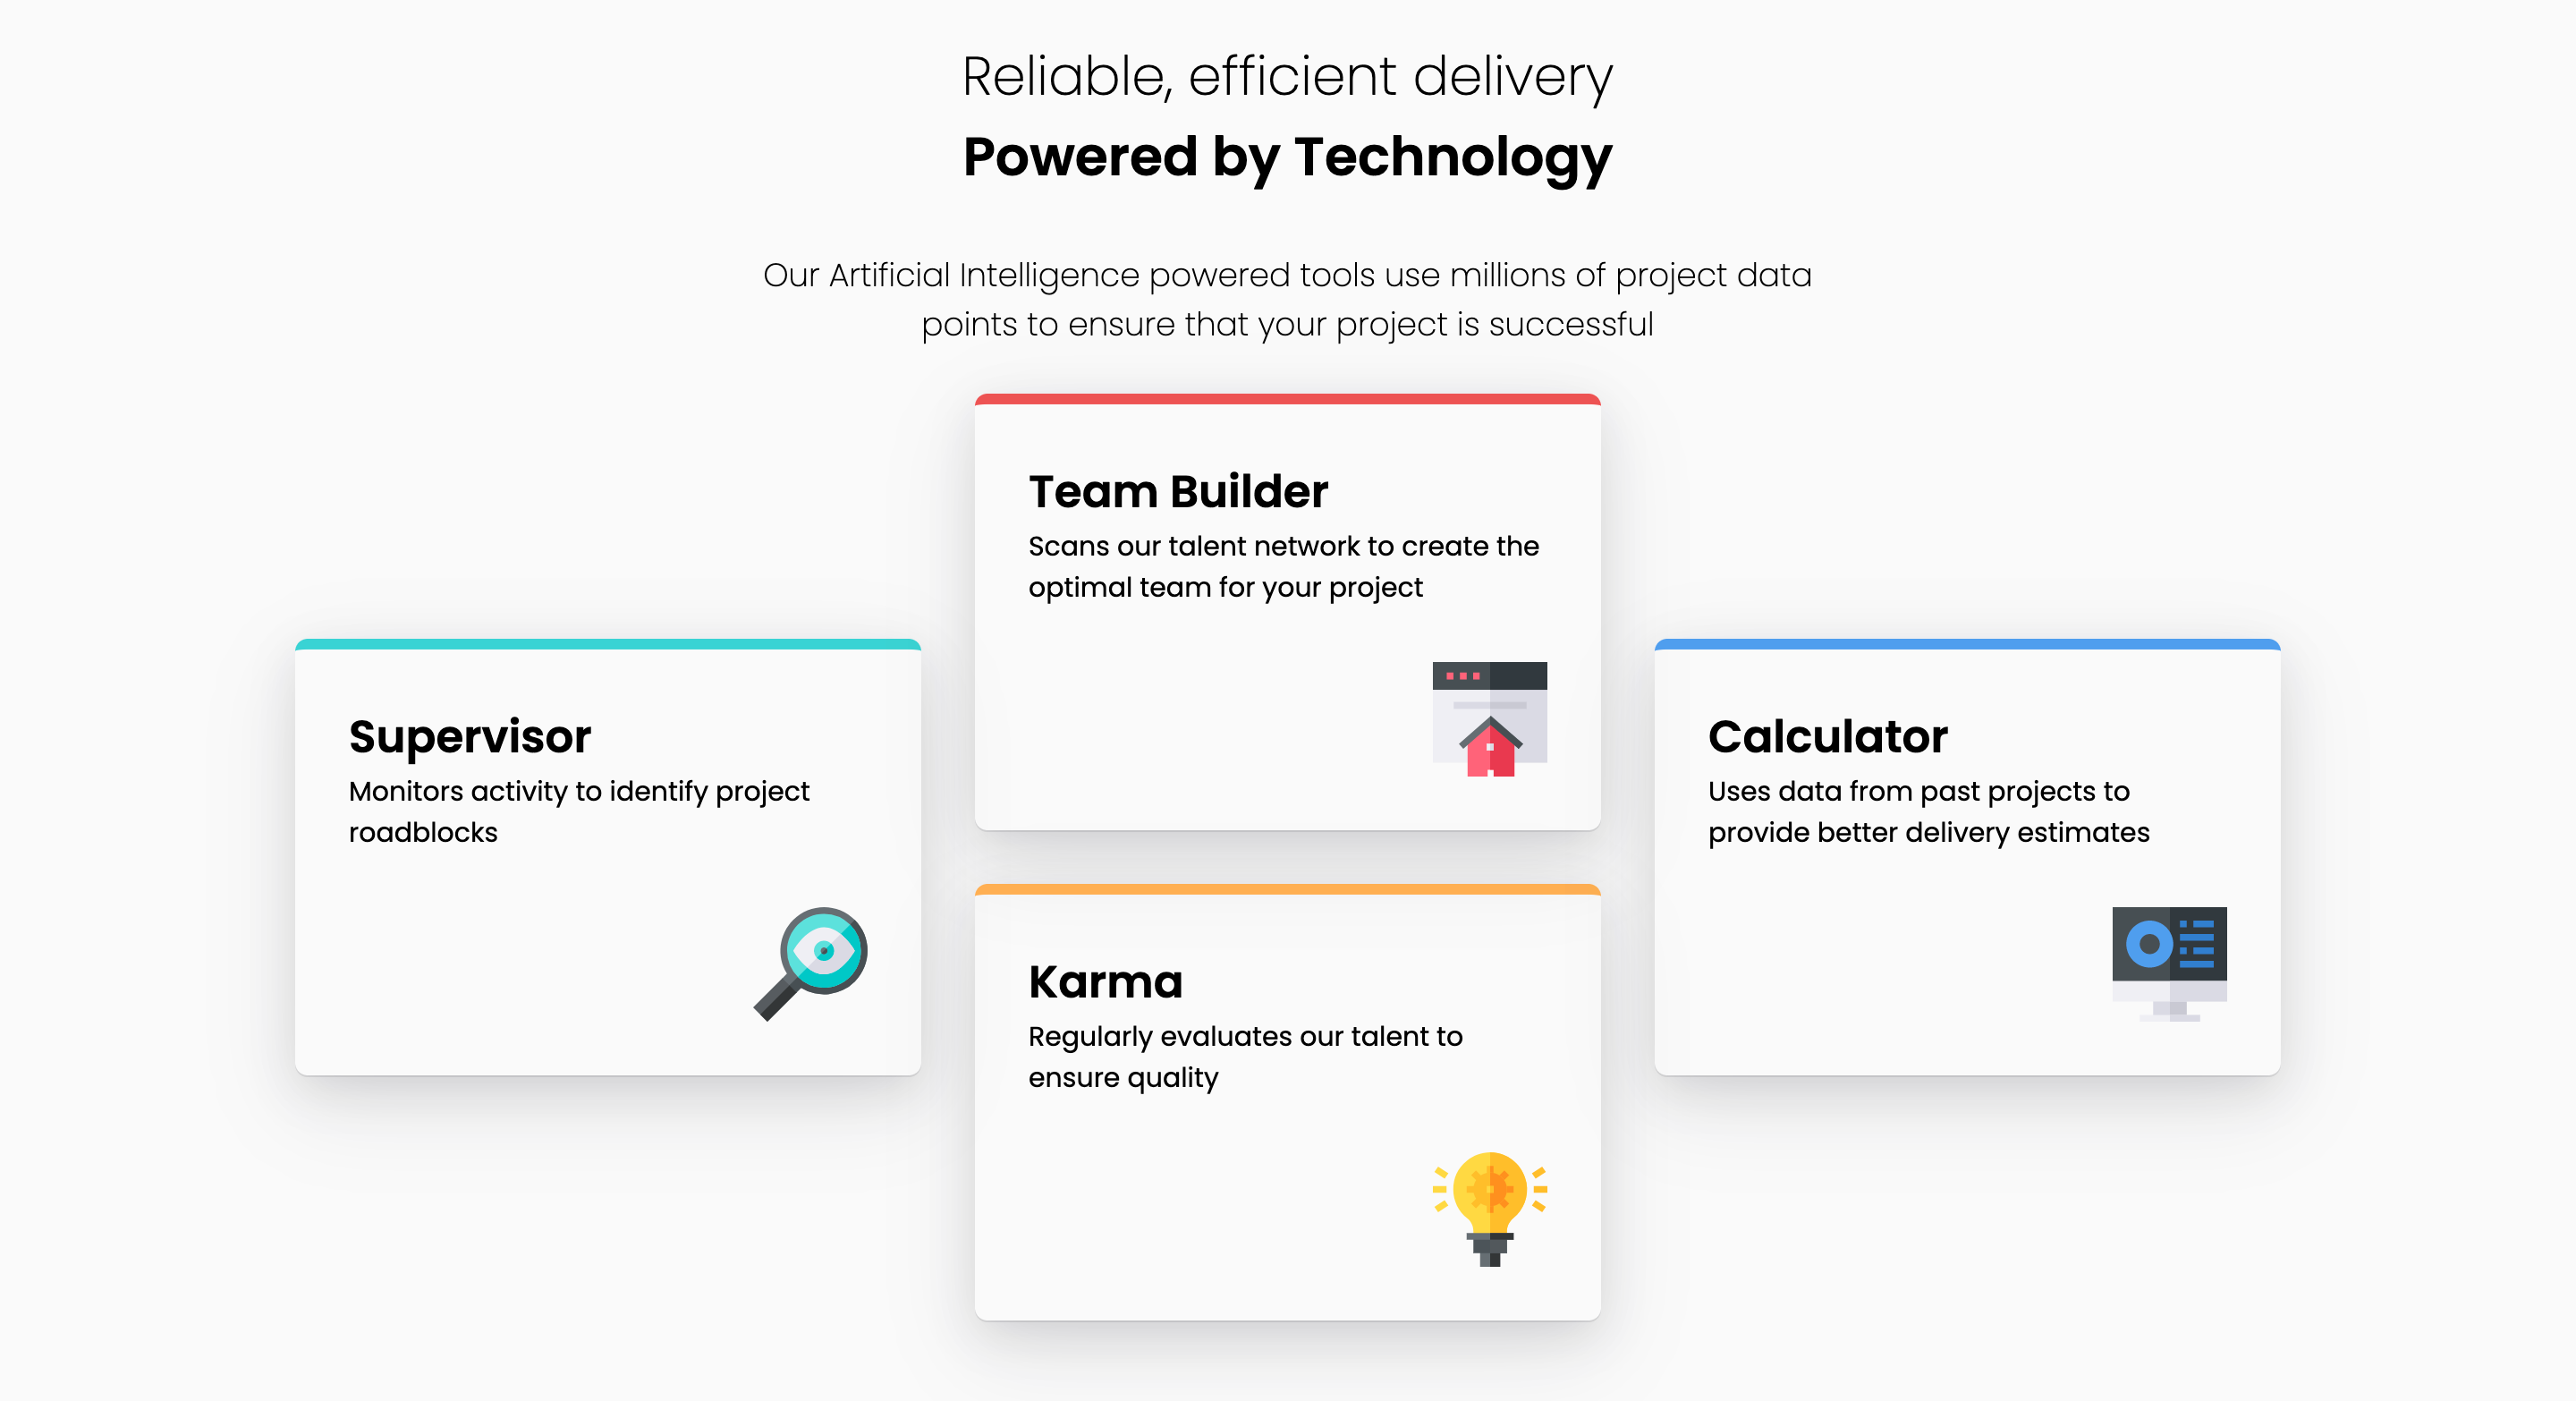 Reliable, efficient delivery
Powered by Technology
Our Artificial Intelligence powered tools use millions of project data
points to ensure that your project is successful
Supervisor
Monitors activity to identify project
roadblocks
Team Builder
Scans our talent network to create the
optimal team for your project
Karma
Regularly evaluates our talent to
ensure quality
Calculator
Uses data from past projects to
provide better delivery estimates